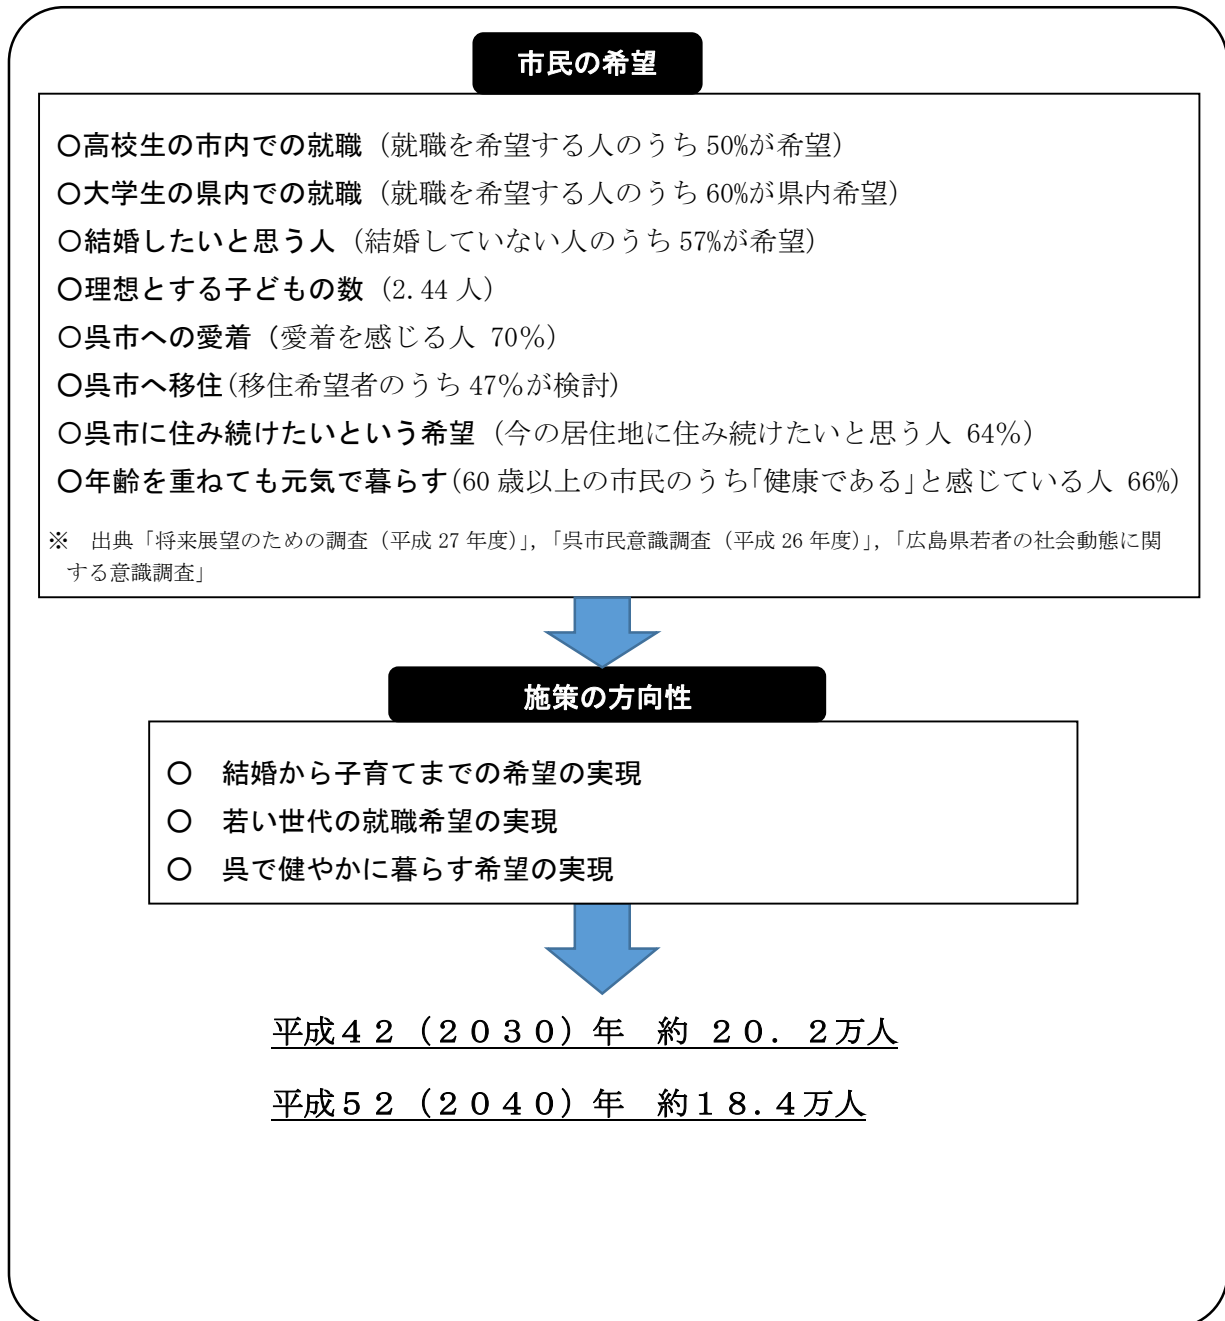 市民の希望
〇高校生の市内での就職（就職を希望する人のうち 50%が希望）
〇大学生の県内での就職（就職を希望する人のうち 60%が県内希望）
〇結婚したいと思う人（結婚していない人のうち 57%が希望）
〇理想とする子どもの数（2.44 人）
〇呉市への愛着（愛着を感じる人 70％）
〇呉市へ移住(移住希望者のうち 47％が検討)
〇呉市に住み続けたいという希望（今の居住地に住み続けたいと思う人 64％）
〇年齢を重ねても元気で暮らす(60 歳以上の市民のうち｢健康である｣と感じている人 66%)
※　出典「将来展望のための調査（平成 27 年度)」,「呉市民意識調査（平成 26 年度)」,「広島県若者の社会動態に関
する意識調査」
施策の方向性
〇　結婚から子育てまでの希望の実現
〇　若い世代の就職希望の実現
〇　呉で健やかに暮らす希望の実現
平成４２（２０３０）年　約 ２０．２万人
平成５２（２０４０）年　約１８.４万人